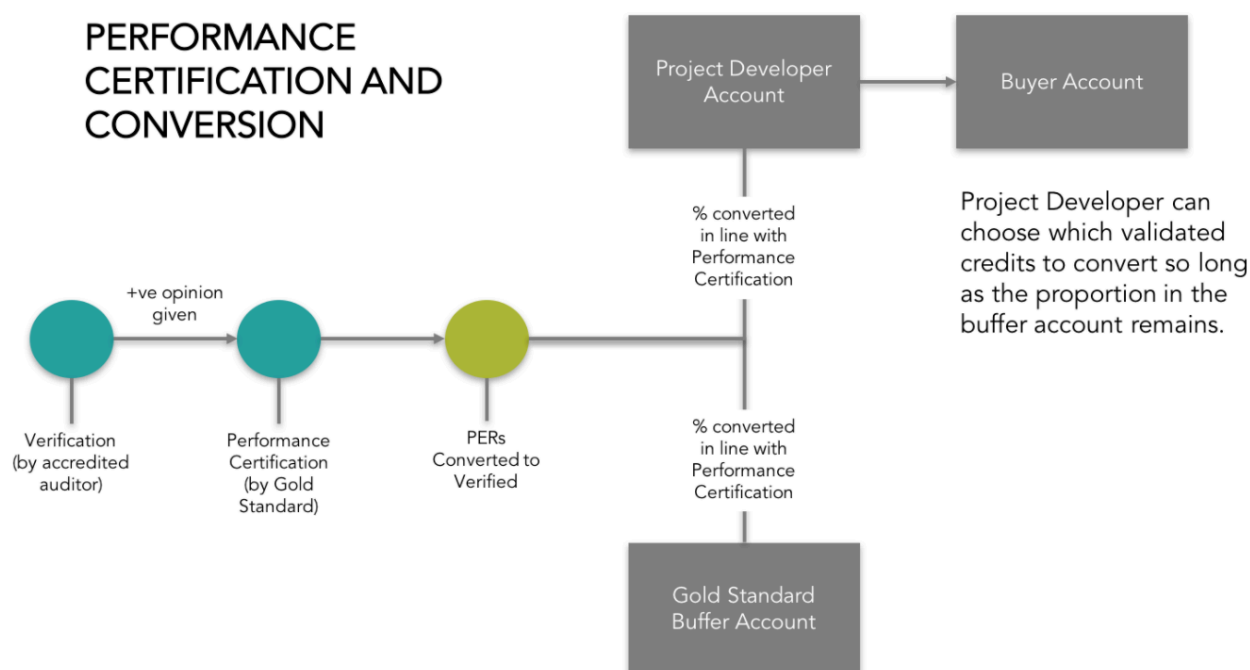 PERFORMANCE
CERTIFICATION AND
CONVERSION
Project Developer
Account
Buyer Account
% converted
in line with
Performance
Certification
Project Developer can
choose which validated
credits to convert so long
as the proportion in the
buffer account remains.
+ve opinion
given
Verification
(by accredited
auditor)
Performance
Certification
(by Gold
Standard)
PERs
Converted to
Verified
% converted
in line with
Performance
Certification
Gold Standard
Buffer Account